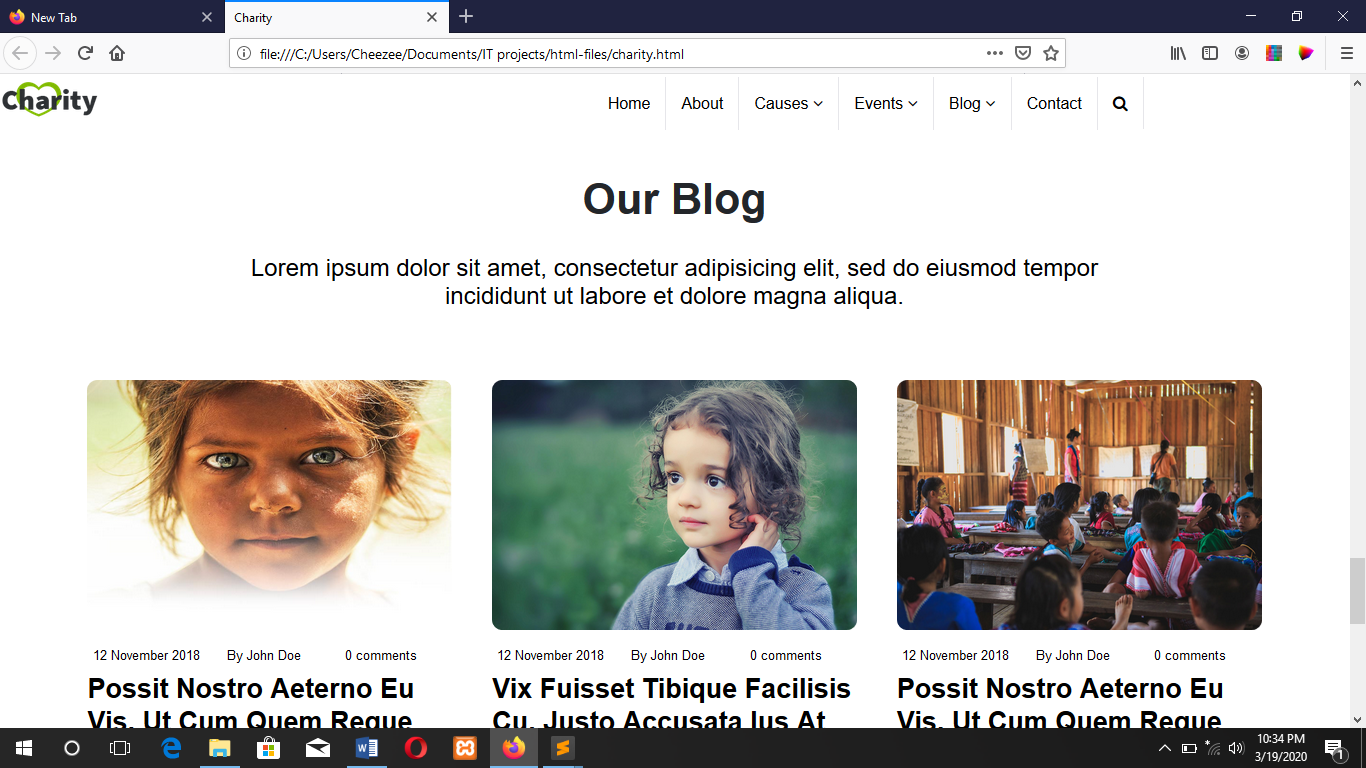 New Tab
Charity
file:///C:/Users/Cheezee/Documents/IT projects/html-files/charity.html
Charity
Home About Causes Events Blog Contact
Our Blog
Lorem ipsum dolor sit amet, consectetur adipisicing elit, sed do eiusmod tempor
incididunt ut labore et dolore magna aliqua.
12 November 2018 By John Doe 0 comments
Possit Nostro Aeterno Eu
Vis, Ut Cum Quem Reque
12 November 2018 By John Doe 0 comments
Vix Fuisset Tibique Facilisis
Cu. Justo Accusata Ius At
12 November 2018 By John Doe 0 comments
Possit Nostro Aeterno Eu
Vis, Ut Cum Quem Reque
10:34 PM
3/19/2020
1